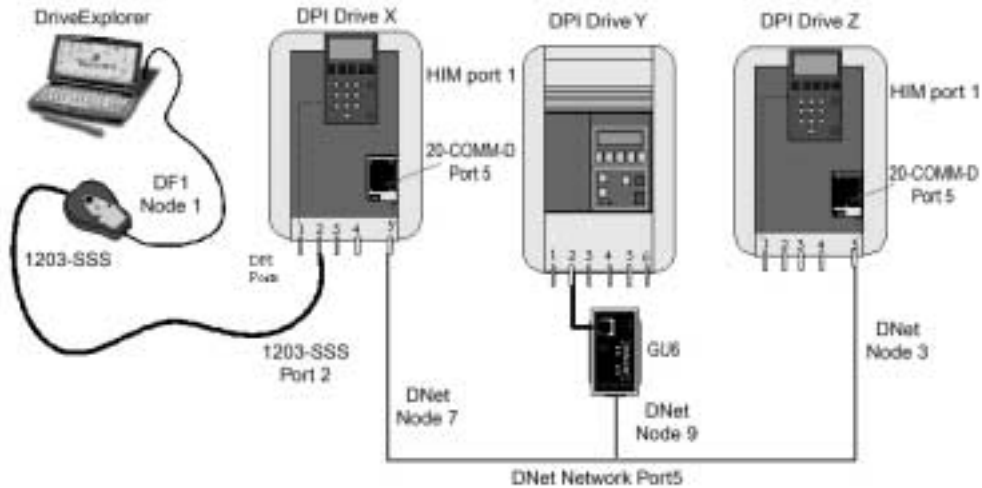 DriveExplorer
DPI Drive X
DPI Drive Y
DPI Drive Z
HIM port 1
HIM port 1
20-COMM-D
Port 5
20-COMM-D
Port 5
DF1
Node 1
1203-SSS
1 2 3 4 5
DPI
Ports
1 2 3 4 5 6
1 2 3 4 5
1203-SSS
Port 2
GU6
DNet
Node 3
DNet
Node 7
DNet
Node 9
DNet Network Port5